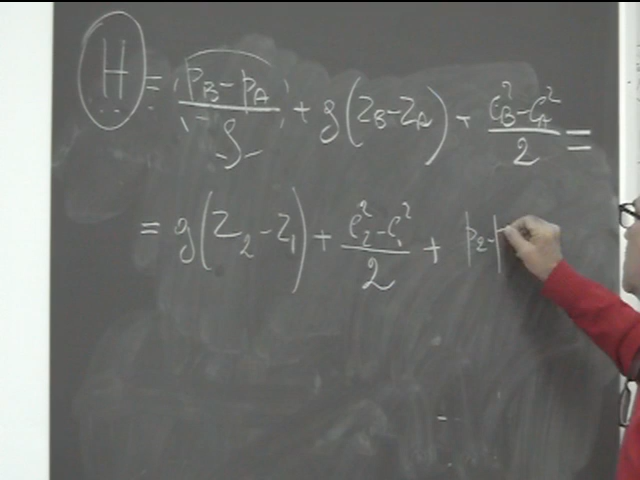 H = (p_B - p_A)/ρ + g(Z_B - Z_A) + (c_B² - c_A²)/2 =
= g(Z_2 - Z_1) + (c_2² - c_1²)/2 + p_2 - p